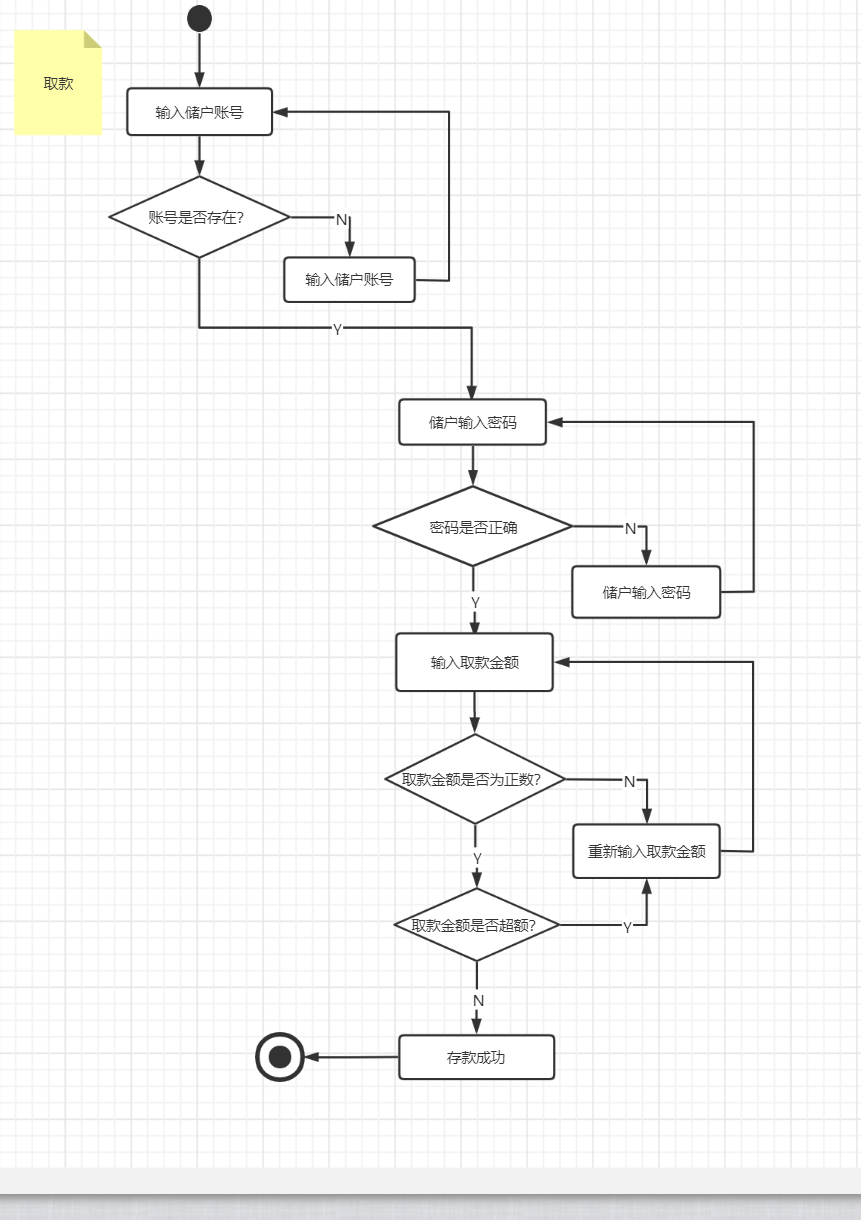 取款
输入储户账号
账号是否存在?
N
输入储户账号
Y
储户输入密码
密码是否正确
N
储户输入密码
Y
输入取款金额
取款金额是否为正数?
N
重新输入取款金额
Y
取款金额是否超额?
Y
N
存款成功